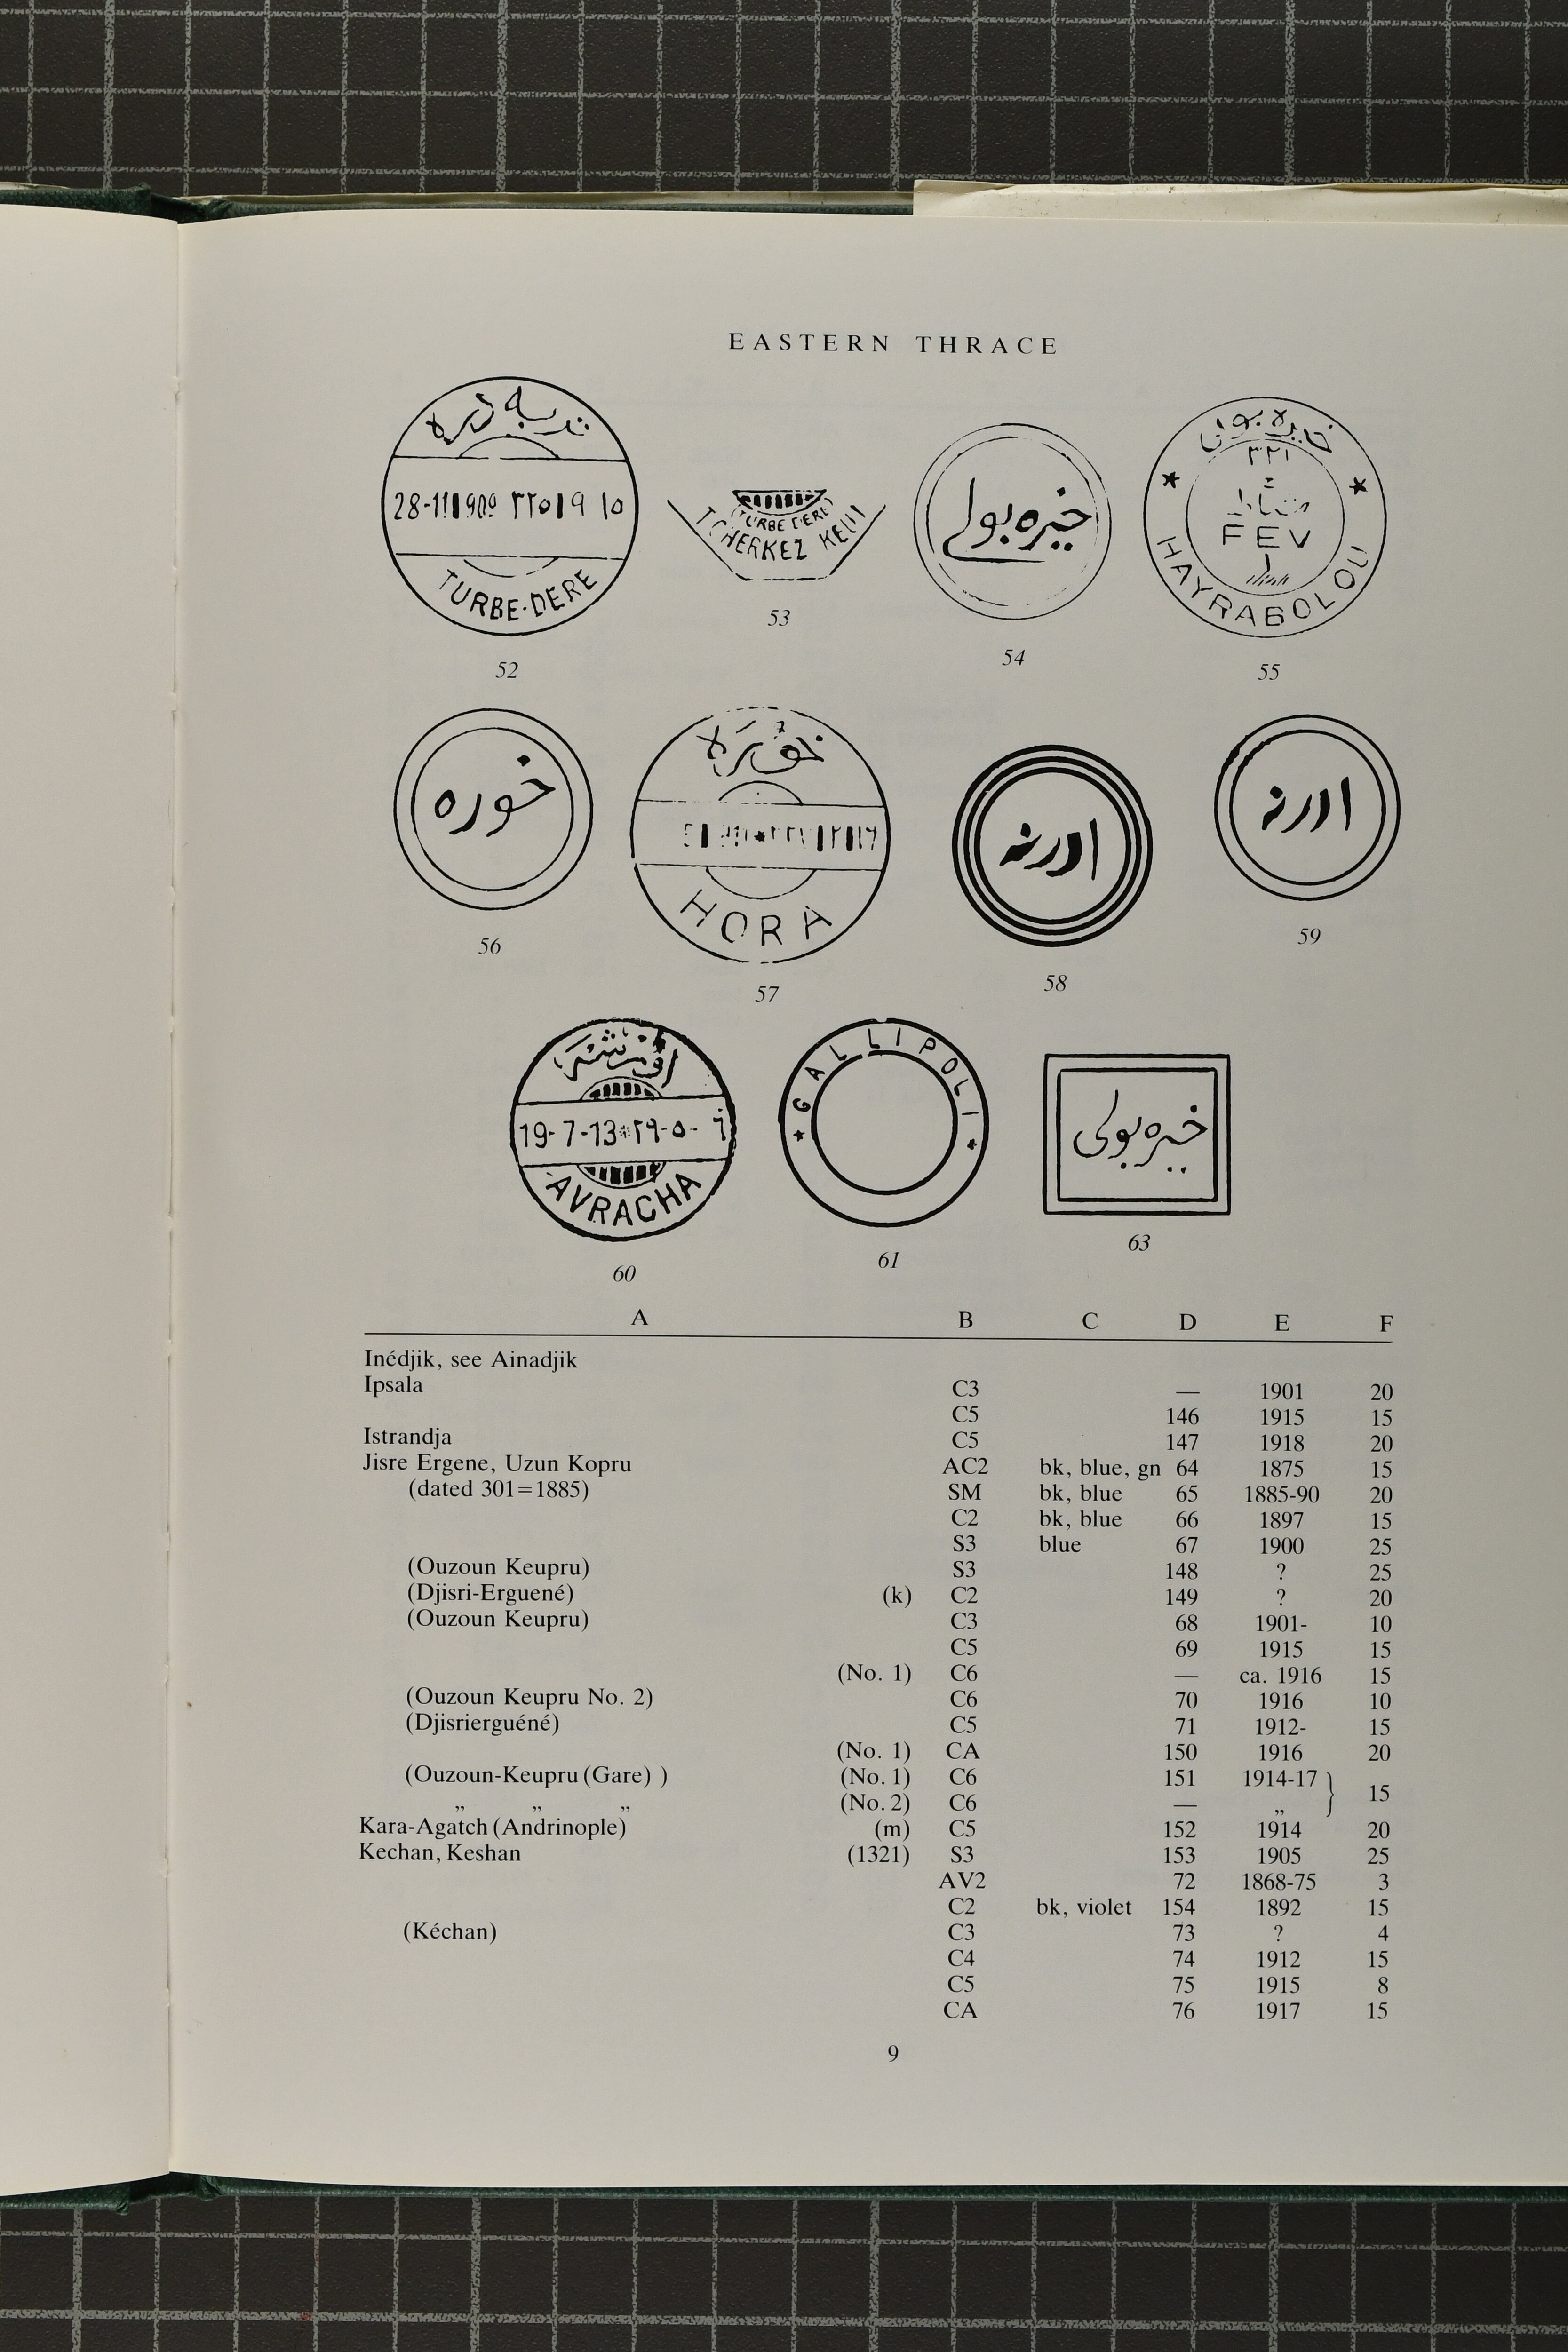 EASTERN THRACE
تربه دره
28-11 909 ٣٢٥ ٩ ١٥
TURBE-DERE
52
(TURBE DERE)
TCHERKEZ KEUI
53
خيره بولى
54
خيره بولى
٣٢١
شباط
FEV
1
HAYRABOLOU
55
خوره
56
خوره
HORA
57
ادرنه
58
ادرنه
59
19-7-13
AVRACHA
60
GALLIPOLI
61
خيره بولى
63
A B C D E F
Inédjik, see Ainadjik
Ipsala C3 — 1901 20
C5 146 1915 15
Istrandja C5 147 1918 20
Jisre Ergene, Uzun Kopru AC2 bk, blue, gn 64 1875 15
(dated 301=1885) SM bk, blue 65 1885-90 20
C2 bk, blue 66 1897 15
S3 blue 67 1900 25
(Ouzoun Keupru) S3 148 ? 25
(Djisri-Erguené) (k) C2 149 ? 20
(Ouzoun Keupru) C3 68 1901- 10
C5 69 1915 15
(No. 1) C6 — ca. 1916 15
(Ouzoun Keupru No. 2) C6 70 1916 10
(Djisrierguéné) C5 71 1912- 15
(No. 1) CA 150 1916 20
(Ouzoun-Keupru (Gare) ) (No. 1) C6 151 1914-17 } 15
„ „ „ (No. 2) C6 — „
Kara-Agatch (Andrinople) (m) C5 152 1914 20
Kechan, Keshan (1321) S3 153 1905 25
AV2 72 1868-75 3
C2 bk, violet 154 1892 15
(Kéchan) C3 73 ? 4
C4 74 1912 15
C5 75 1915 8
CA 76 1917 15
9